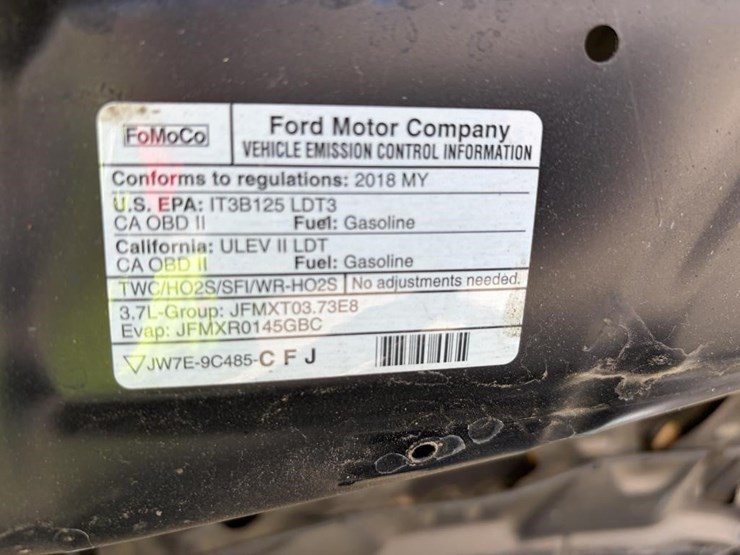 FoMoCo
Ford Motor Company
VEHICLE EMISSION CONTROL INFORMATION
Conforms to regulations: 2018 MY
U.S. EPA: IT3B125 LDT3
CA OBD II Fuel: Gasoline
California: ULEV II LDT
CA OBD II Fuel: Gasoline
TWC/HO2S/SFI/WR-HO2S No adjustments needed.
3.7L-Group: JFMXT03.73E8
Evap: JFMXR0145GBC
JW7E-9C485-C F J